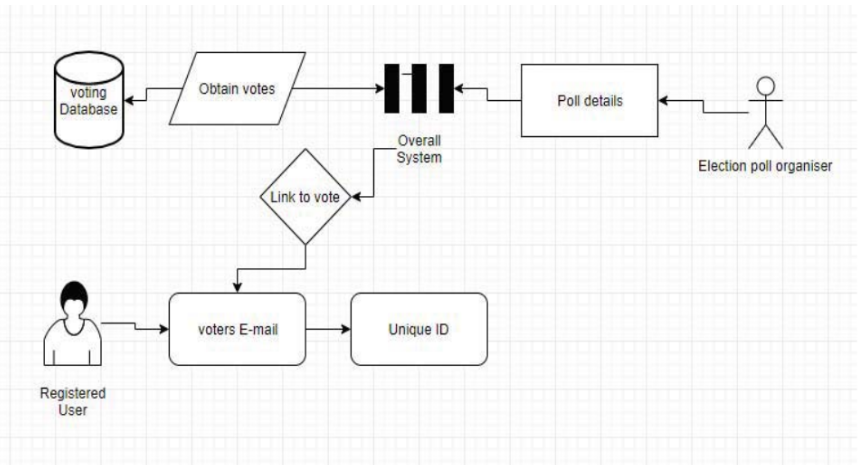 voting
Database
Obtain votes
Overall
System
Poll details
Election poll organiser
Link to vote
voters E-mail
Unique ID
Registered
User